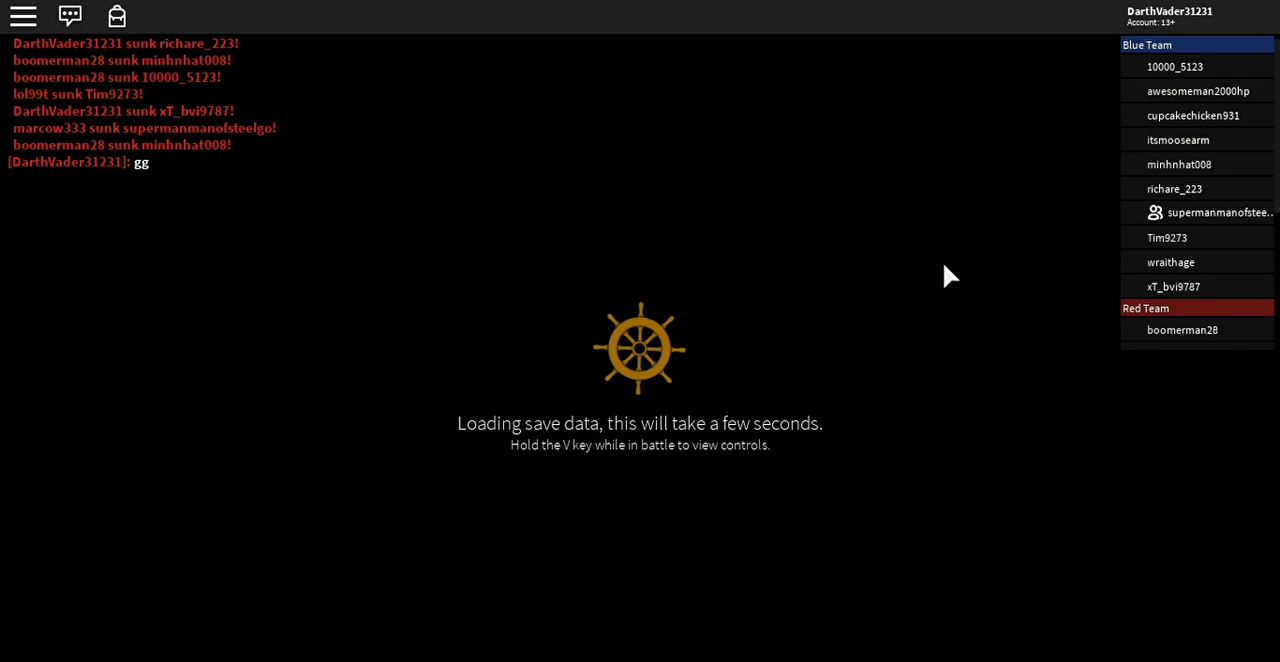 DarthVader31231
Account: 13+
DarthVader31231 sunk richare_223!
boomerman28 sunk minhnhat008!
boomerman28 sunk 10000_5123!
lol99t sunk Tim9273!
DarthVader31231 sunk xT_bvi9787!
marcow333 sunk supermanmanofsteelgo!
boomerman28 sunk minhnhat008!
[DarthVader31231]: gg
Blue Team
10000_5123
awesomeman2000hp
cupcakechicken931
itsmoosearm
minhnhat008
richare_223
supermanmanofstee..
Tim9273
wraithage
xT_bvi9787
Red Team
boomerman28
Loading save data, this will take a few seconds.
Hold the V key while in battle to view controls.